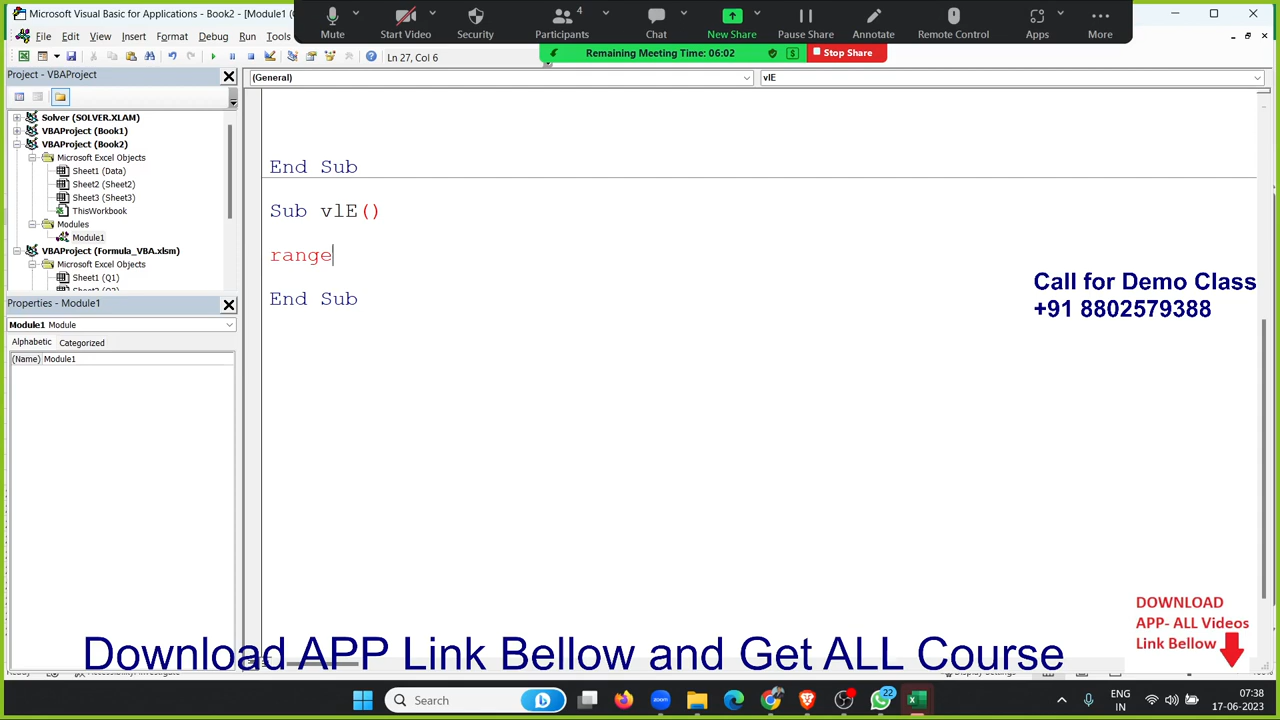 Microsoft Visual Basic for Applications - Book2 - [Module1 (
Mute
Start Video
Security
4
Participants
Chat
New Share
Pause Share
Annotate
Remote Control
Apps
More
File Edit View Insert Format Debug Run Tools
Remaining Meeting Time: 06:02
Stop Share
Ln 27, Col 6
Project - VBAProject
(General)
vlE
Solver (SOLVER.XLAM)
VBAProject (Book1)
VBAProject (Book2)
Microsoft Excel Objects
Sheet1 (Data)
Sheet2 (Sheet2)
Sheet3 (Sheet3)
ThisWorkbook
Modules
Module1
VBAProject (Formula_VBA.xlsm)
Microsoft Excel Objects
Sheet1 (Q1)
End Sub
Sub vlE()
range
End Sub
Call for Demo Class
+91 8802579388
Properties - Module1
Module1 Module
Alphabetic Categorized
(Name) Module1
DOWNLOAD
APP- ALL Videos
Link Bellow
Download APP Link Bellow and Get ALL Course
Search
22
ENG
IN
07:38
17-06-2023